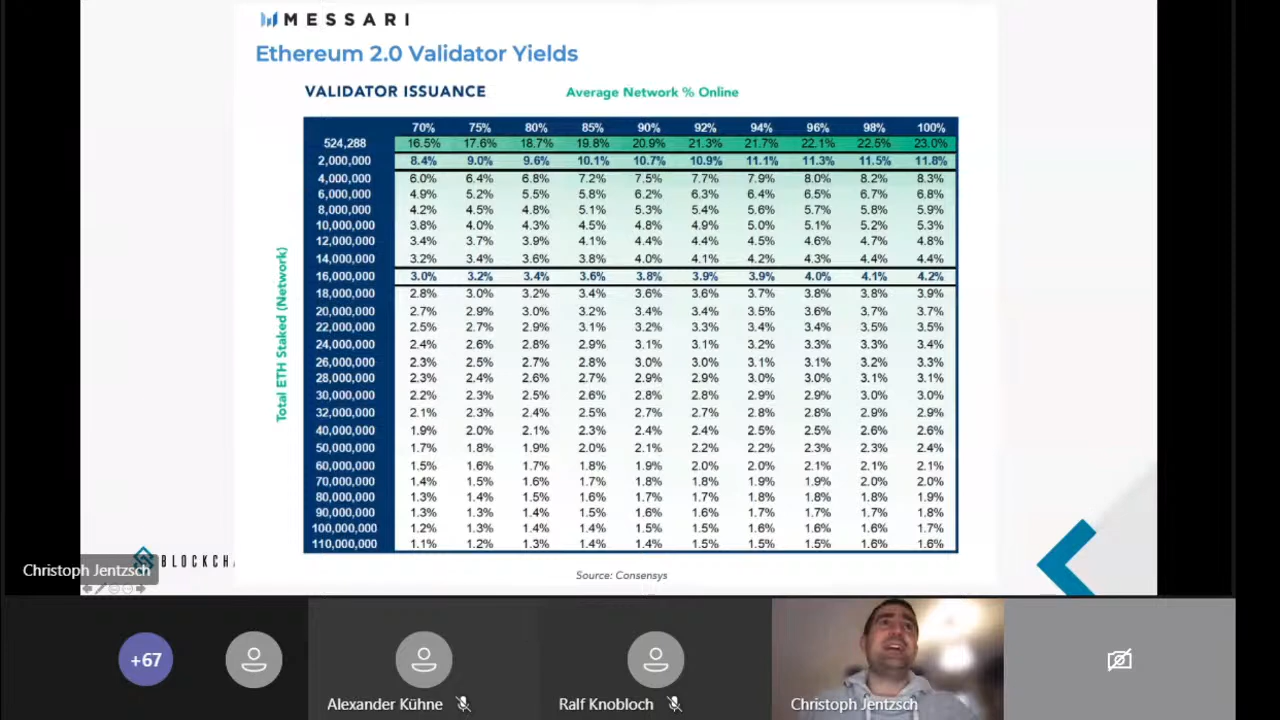 MESSARI
Ethereum 2.0 Validator Yields
VALIDATOR ISSUANCE
Average Network % Online
70% 75% 80% 85% 90% 92% 94% 96% 98% 100%
524,288 16.5% 17.6% 18.7% 19.8% 20.9% 21.3% 21.7% 22.1% 22.5% 23.0%
2,000,000 8.4% 9.0% 9.6% 10.1% 10.7% 10.9% 11.1% 11.3% 11.5% 11.8%
4,000,000 6.0% 6.4% 6.8% 7.2% 7.5% 7.7% 7.9% 8.0% 8.2% 8.3%
6,000,000 4.9% 5.2% 5.5% 5.8% 6.2% 6.3% 6.4% 6.5% 6.7% 6.8%
8,000,000 4.2% 4.5% 4.8% 5.1% 5.3% 5.4% 5.6% 5.7% 5.8% 5.9%
10,000,000 3.8% 4.0% 4.3% 4.5% 4.8% 4.9% 5.0% 5.1% 5.2% 5.3%
12,000,000 3.4% 3.7% 3.9% 4.1% 4.4% 4.4% 4.5% 4.6% 4.7% 4.8%
14,000,000 3.2% 3.4% 3.6% 3.8% 4.0% 4.1% 4.2% 4.3% 4.4% 4.4%
16,000,000 3.0% 3.2% 3.4% 3.6% 3.8% 3.9% 3.9% 4.0% 4.1% 4.2%
18,000,000 2.8% 3.0% 3.2% 3.4% 3.6% 3.6% 3.7% 3.8% 3.8% 3.9%
20,000,000 2.7% 2.9% 3.0% 3.2% 3.4% 3.4% 3.5% 3.6% 3.7% 3.7%
22,000,000 2.5% 2.7% 2.9% 3.1% 3.2% 3.3% 3.4% 3.4% 3.5% 3.5%
24,000,000 2.4% 2.6% 2.8% 2.9% 3.1% 3.1% 3.2% 3.3% 3.3% 3.4%
26,000,000 2.3% 2.5% 2.7% 2.8% 3.0% 3.0% 3.1% 3.1% 3.2% 3.3%
28,000,000 2.3% 2.4% 2.6% 2.7% 2.9% 2.9% 3.0% 3.0% 3.1% 3.1%
30,000,000 2.2% 2.3% 2.5% 2.6% 2.8% 2.8% 2.9% 2.9% 3.0% 3.0%
32,000,000 2.1% 2.3% 2.4% 2.5% 2.7% 2.7% 2.8% 2.8% 2.9% 2.9%
40,000,000 1.9% 2.0% 2.1% 2.3% 2.4% 2.4% 2.5% 2.5% 2.6% 2.6%
50,000,000 1.7% 1.8% 1.9% 2.0% 2.1% 2.2% 2.2% 2.3% 2.3% 2.4%
60,000,000 1.5% 1.6% 1.7% 1.8% 1.9% 2.0% 2.0% 2.1% 2.1% 2.1%
70,000,000 1.4% 1.5% 1.6% 1.7% 1.8% 1.8% 1.9% 1.9% 2.0% 2.0%
80,000,000 1.3% 1.4% 1.5% 1.6% 1.7% 1.7% 1.8% 1.8% 1.8% 1.9%
90,000,000 1.3% 1.3% 1.4% 1.5% 1.6% 1.6% 1.7% 1.7% 1.7% 1.8%
100,000,000 1.2% 1.3% 1.4% 1.4% 1.5% 1.5% 1.6% 1.6% 1.6% 1.7%
110,000,000 1.1% 1.2% 1.3% 1.4% 1.4% 1.5% 1.5% 1.5% 1.6% 1.6%
Total ETH Staked (Network)
Source: Consensys
BLOCKCHA
Christoph Jentzsch
+67
Alexander Kühne
Ralf Knobloch
Christoph Jentzsch